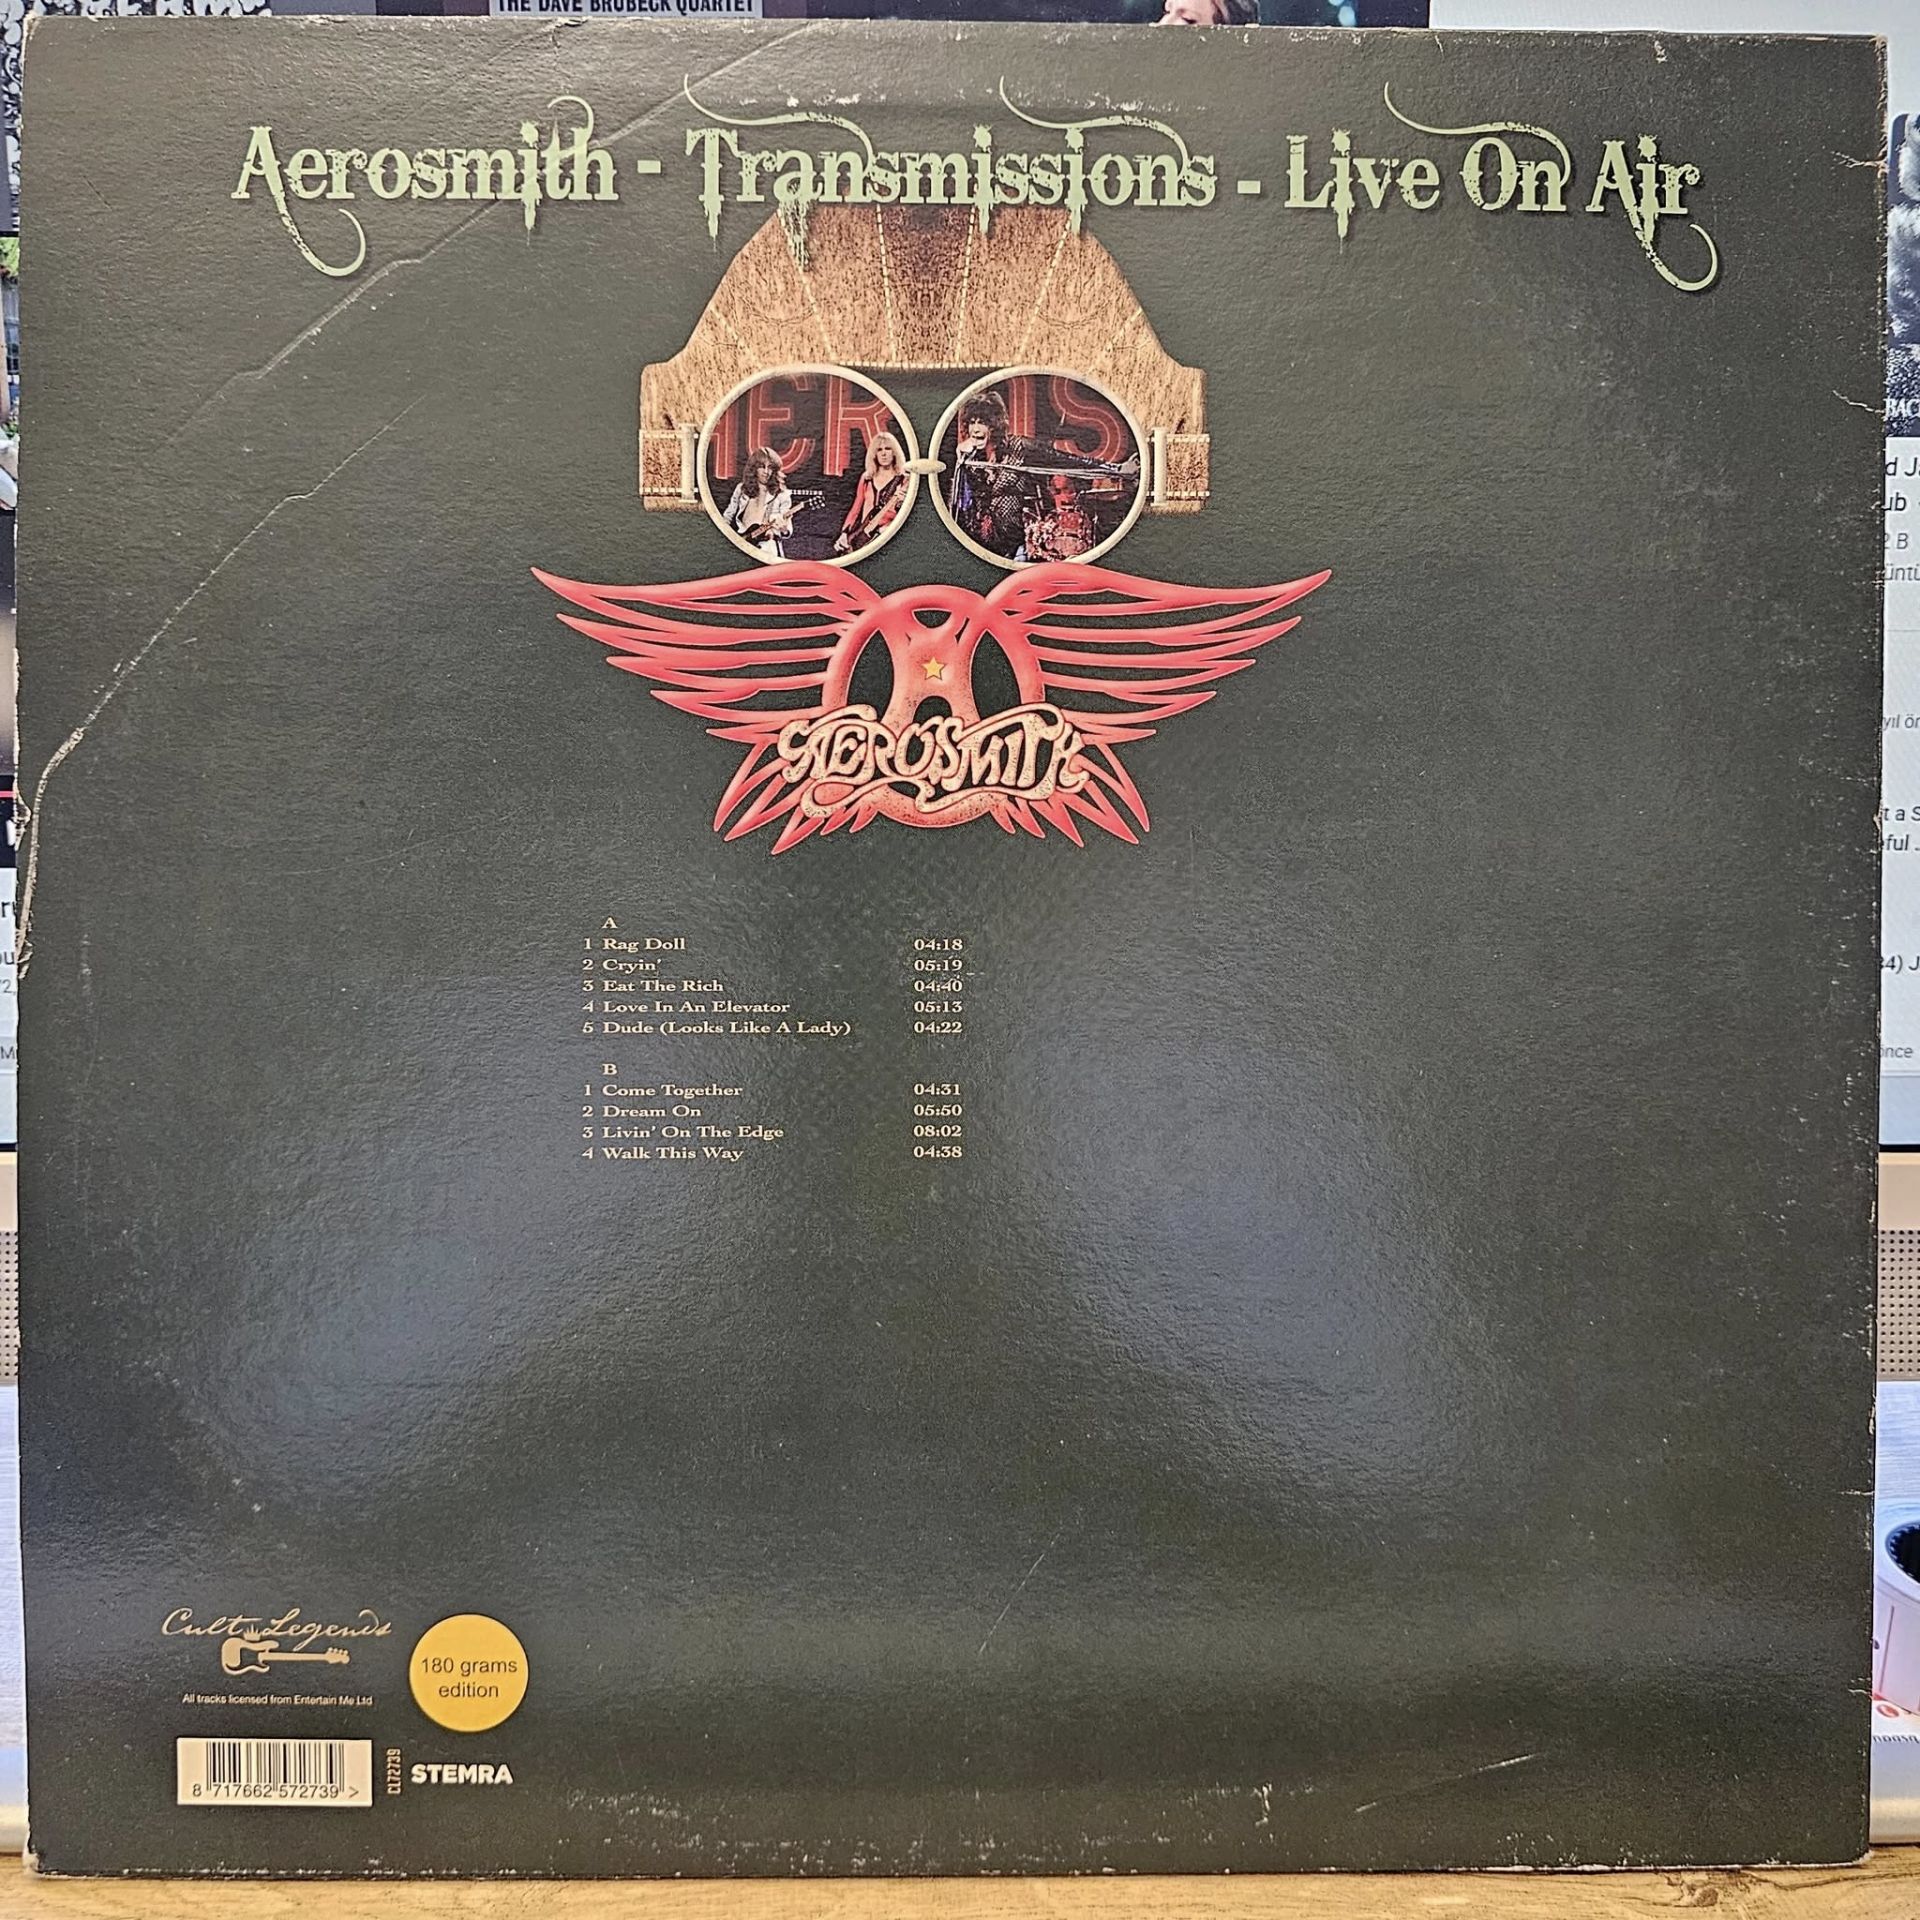 THE DAVE BRUBECK QUARTET
Aerosmith - Transmissions - Live On Air
AEROSMITH
A
1 Rag Doll 04:18
2 Cryin' 05:19
3 Eat The Rich 04:40
4 Love In An Elevator 05:13
5 Dude (Looks Like A Lady) 04:22
B
1 Come Together 04:31
2 Dream On 05:50
3 Livin' On The Edge 08:02
4 Walk This Way 04:38
Cult Legends
All tracks licensed from Entertain Me Ltd
180 grams
edition
8 717662 572739 >
CL72739
STEMRA